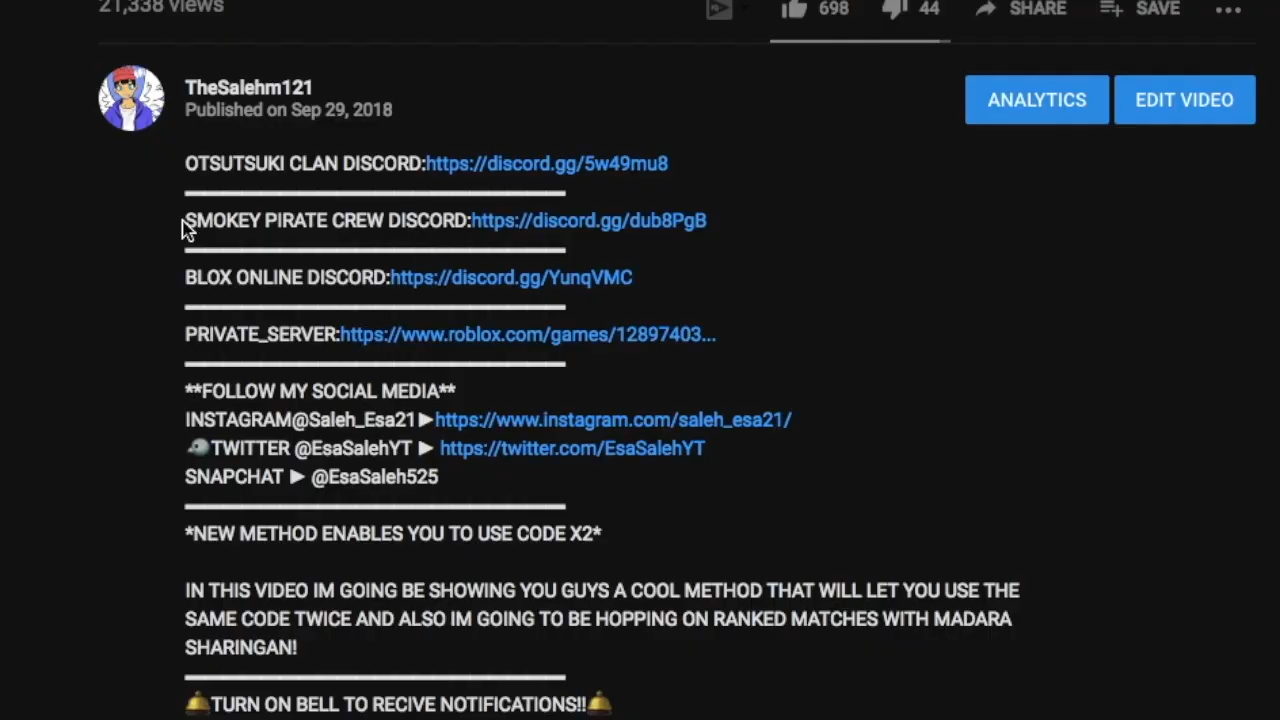 21,338 views
698 44 SHARE SAVE
TheSalehm121
Published on Sep 29, 2018
ANALYTICS EDIT VIDEO
OTSUTSUKI CLAN DISCORD:https://discord.gg/5w49mu8
SMOKEY PIRATE CREW DISCORD:https://discord.gg/dub8PgB
BLOX ONLINE DISCORD:https://discord.gg/YunqVMC
PRIVATE_SERVER:https://www.roblox.com/games/12897403...
**FOLLOW MY SOCIAL MEDIA**
INSTAGRAM@Saleh_Esa21►https://www.instagram.com/saleh_esa21/
TWITTER @EsaSalehYT ► https://twitter.com/EsaSalehYT
SNAPCHAT ► @EsaSaleh525
*NEW METHOD ENABLES YOU TO USE CODE X2*
IN THIS VIDEO IM GOING BE SHOWING YOU GUYS A COOL METHOD THAT WILL LET YOU USE THE
SAME CODE TWICE AND ALSO IM GOING TO BE HOPPING ON RANKED MATCHES WITH MADARA
SHARINGAN!
🔔TURN ON BELL TO RECIVE NOTIFICATIONS!!🔔